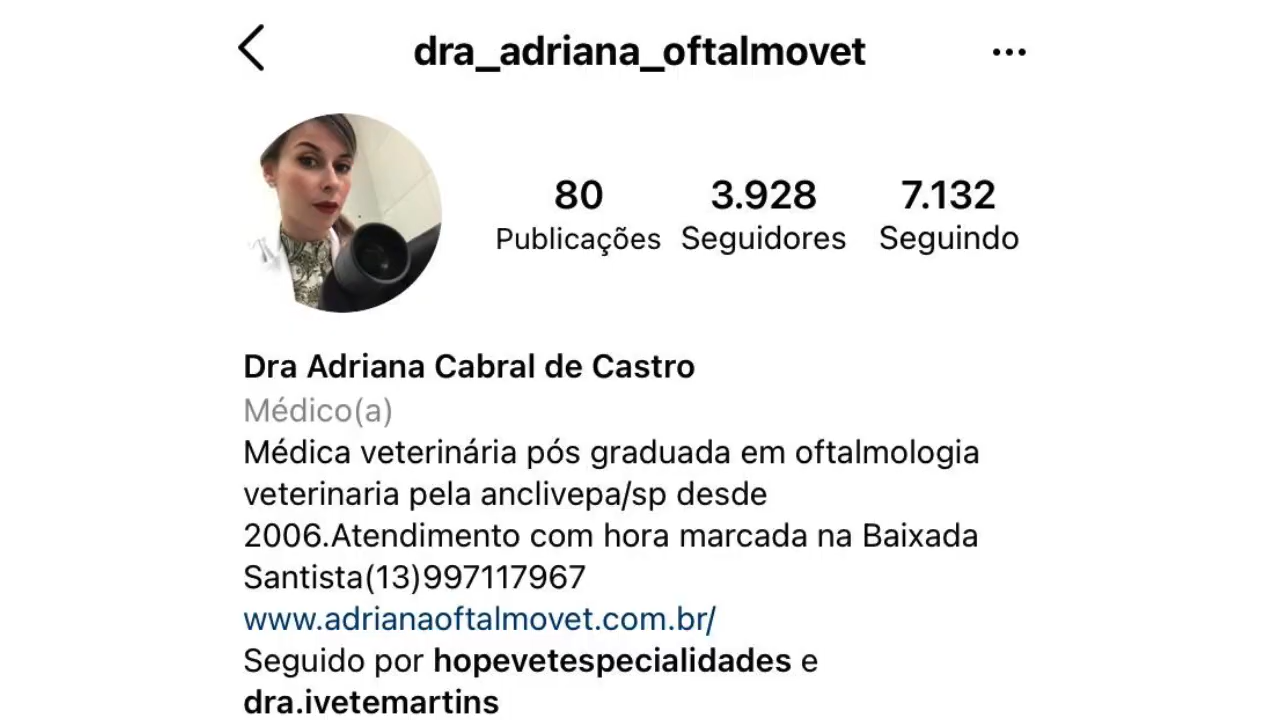 dra_adriana_oftalmovet
80 3.928 7.132
Publicações Seguidores Seguindo
Dra Adriana Cabral de Castro
Médico(a)
Médica veterinária pós graduada em oftalmologia
veterinaria pela anclivepa/sp desde
2006.Atendimento com hora marcada na Baixada
Santista(13)997117967
www.adrianaoftalmovet.com.br/
Seguido por hopevetespecialidades e
dra.ivetemartins